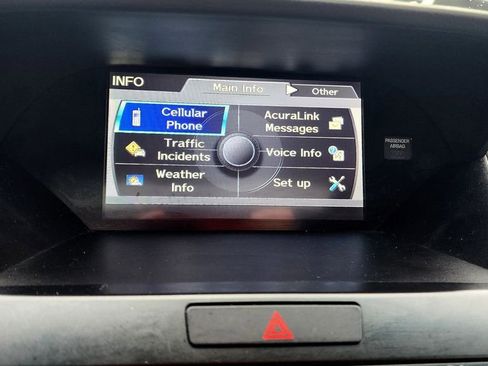 INFO
Main Info
Other
Cellular
Phone
AcuraLink
Messages
Traffic
Incidents
Voice Info
Weather
Info
Set up
PASSENGER
AIRBAG